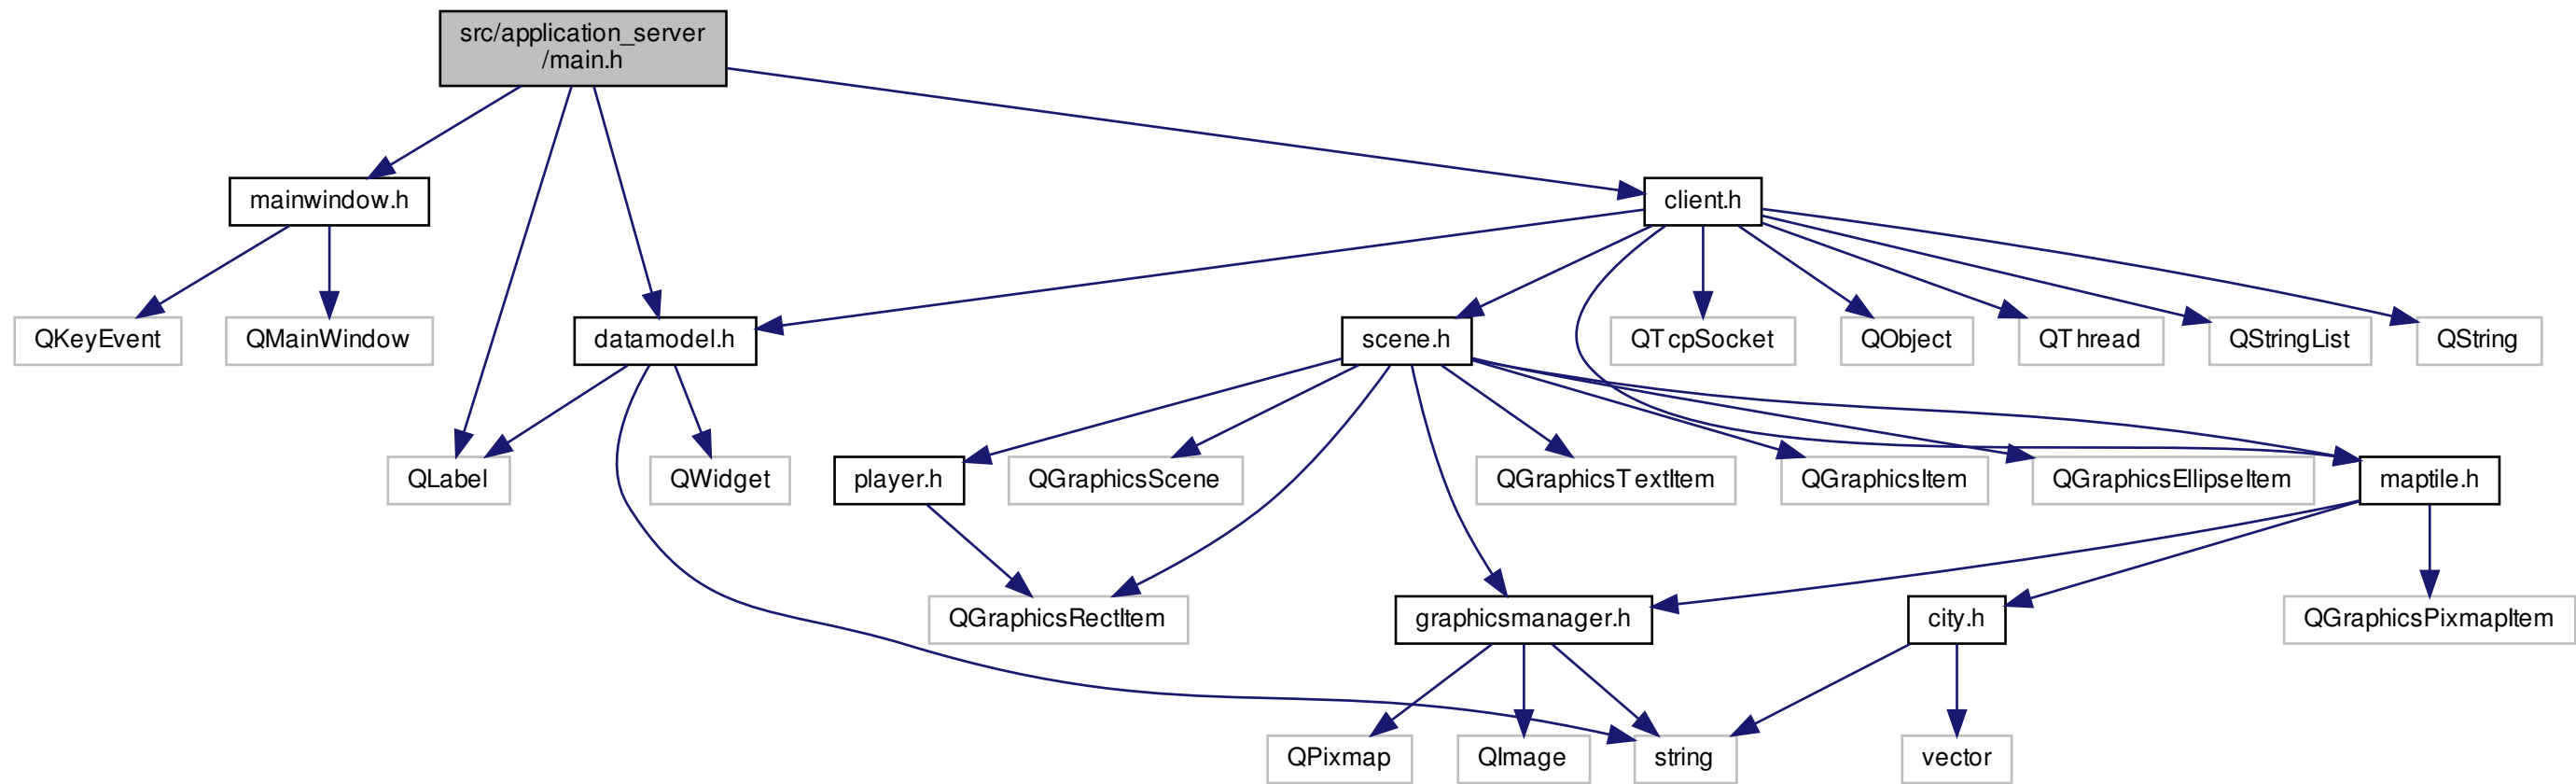 src/application_server
/main.h
mainwindow.h
client.h
QKeyEvent
QMainWindow
datamodel.h
scene.h
QTcpSocket
QObject
QThread
QStringList
QString
QLabel
QWidget
player.h
QGraphicsScene
QGraphicsTextItem
QGraphicsItem
QGraphicsEllipseItem
maptile.h
QGraphicsRectItem
graphicsmanager.h
city.h
QGraphicsPixmapItem
QPixmap
QImage
string
vector